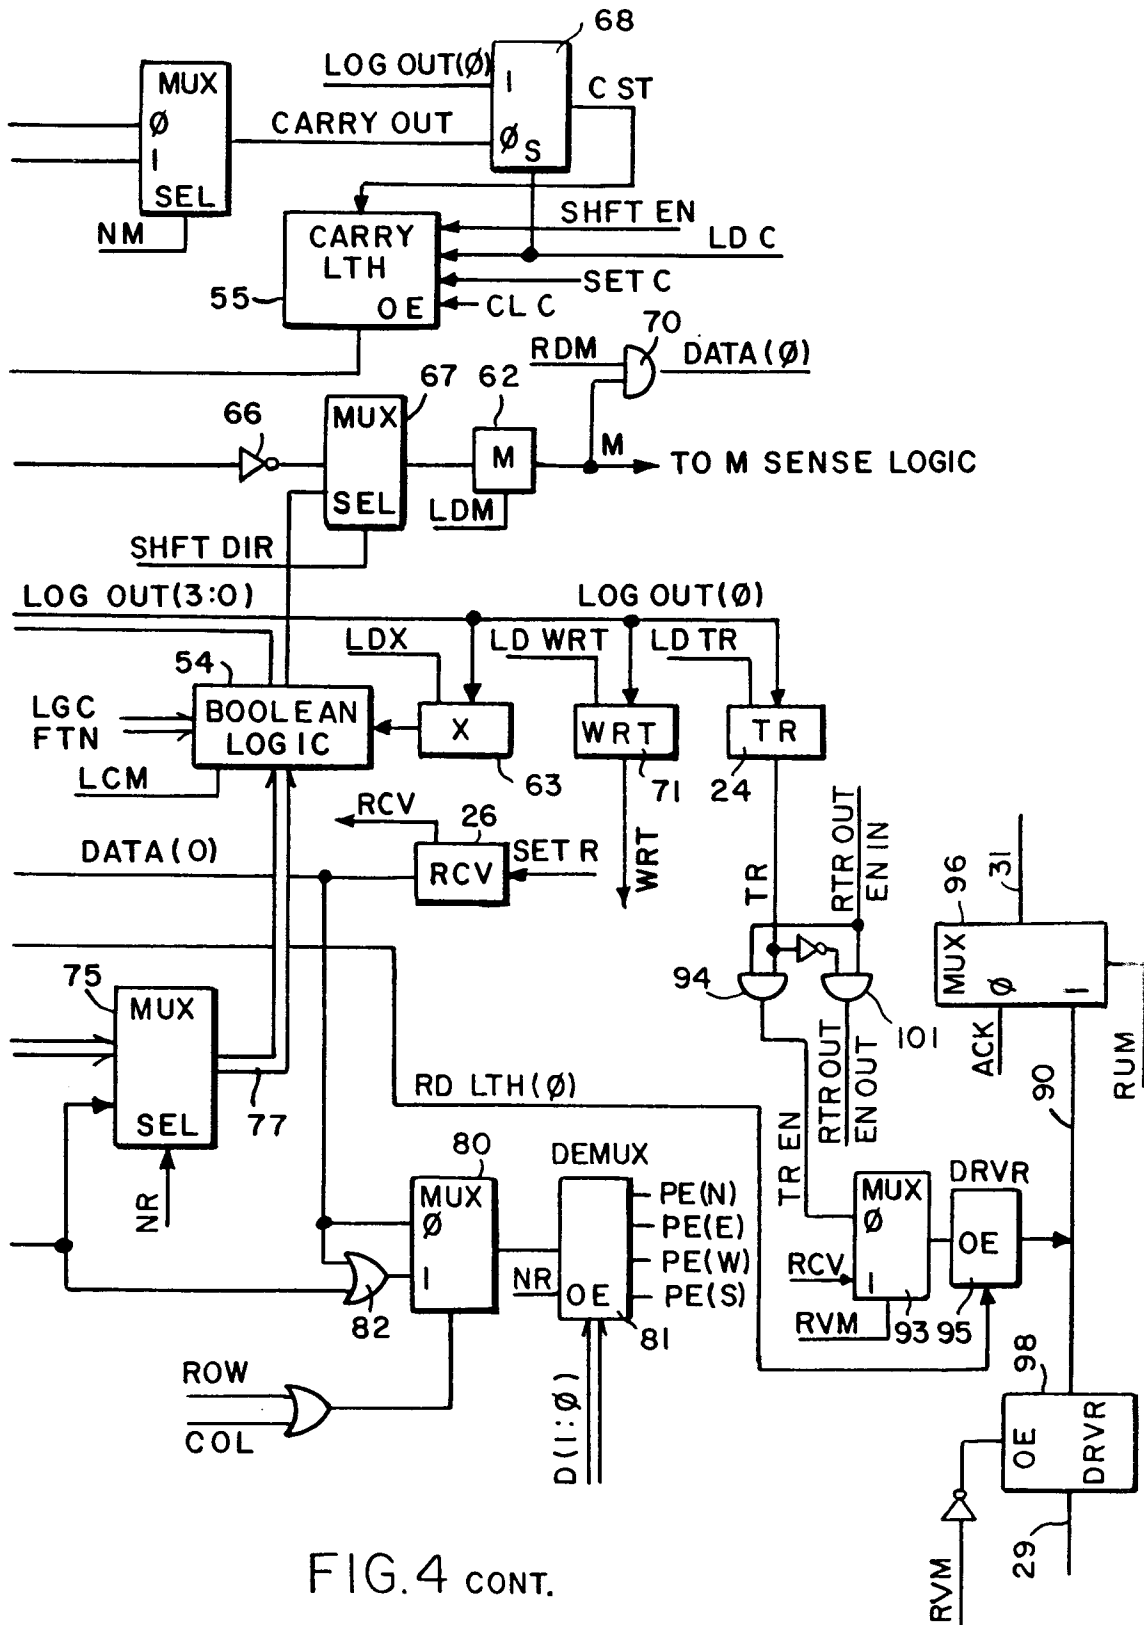 68
LOG OUT(Ø)
I
C ST
MUX
Ø
I
SEL
CARRY OUT
Ø
S
NM
SHFT EN
CARRY
LTH
OE
LD C
SET C
CL C
55
70
RDM
DATA(Ø)
67
62
66
MUX
SEL
M
M
TO M SENSE LOGIC
LDM
SHFT DIR
LOG OUT(3:0)
LOG OUT(Ø)
LDX
LD WRT
LD TR
54
LGC
FTN
BOOLEAN
LOGIC
X
WRT
TR
LCM
63
71
24
RCV
26
DATA(0)
RCV
SET R
WRT
TR
RTR OUT
EN IN
96
31
MUX
Ø
I
75
MUX
SEL
94
101
ACK
RUM
77
RD LTH(Ø)
RTR OUT
EN OUT
90
NR
80
DEMUX
TR EN
DRVR
MUX
Ø
I
PE(N)
PE(E)
PE(W)
PE(S)
MUX
Ø
I
OE
NR
OE
RCV
82
81
RVM
93
95
98
ROW
COL
D(1:Ø)
OE
DRVR
29
RVM
FIG. 4 CONT.